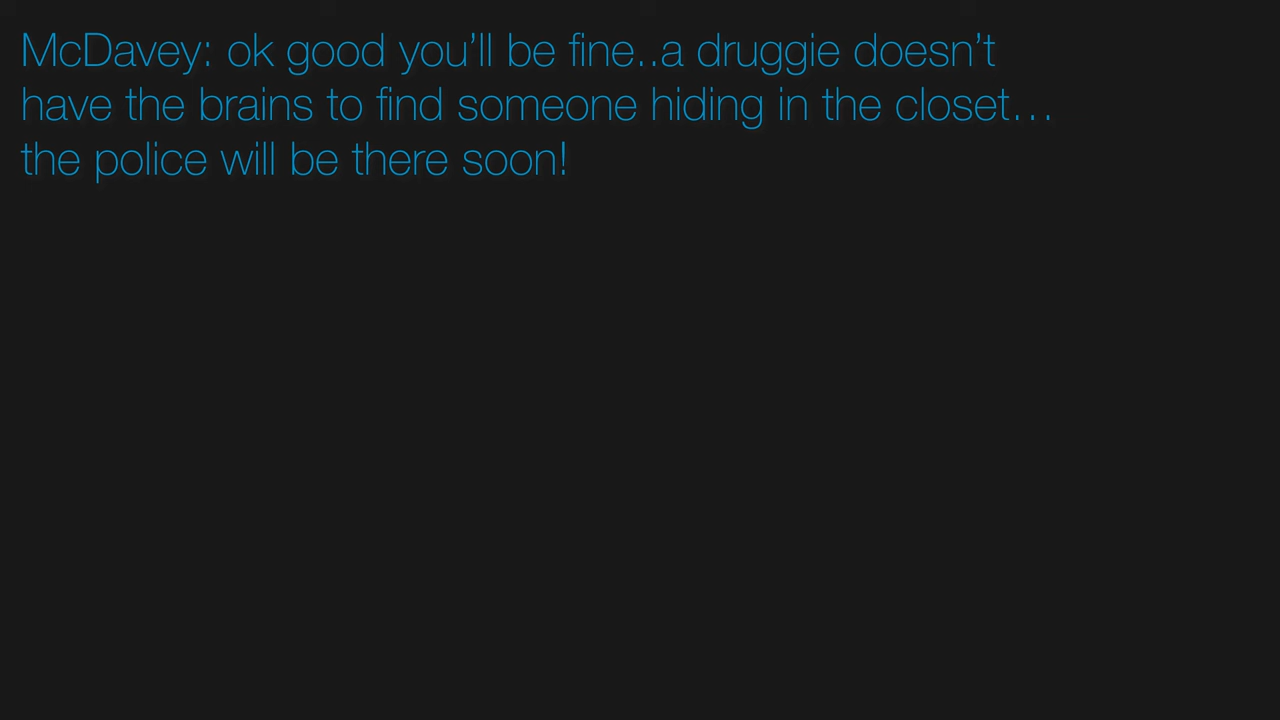 McDavey: ok good you’ll be fine..a druggie doesn’t
have the brains to find someone hiding in the closet...
the police will be there soon!